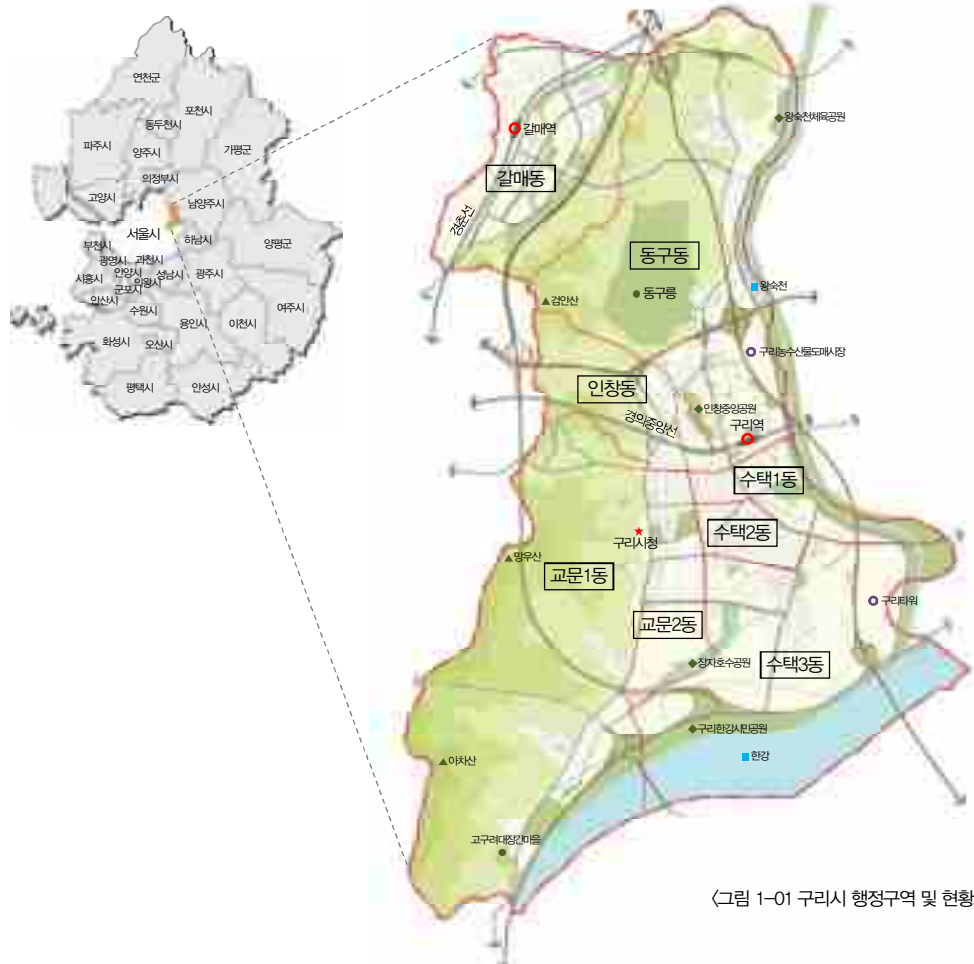 연천군
포천시
동두천시
파주시
양주시
가평군
의정부시
고양시
남양주시
서울시
하남시
양평군
부천시
광명시
과천시
시흥시
안양시
성남시
광주시
의왕시
군포시
안산시
수원시
용인시
이천시
여주시
화성시
오산시
평택시
안성시
갈매역
왕숙천체육공원
갈매동
경춘선
동구동
왕숙천
동구릉
검안산
구리농수산물도매시장
인창동
인창중앙공원
경의중앙선
구리역
수택1동
수택2동
구리시청
망우산
교문1동
구리타워
교문2동
장자호수공원
수택3동
구리한강시민공원
한강
아차산
고구려대장간마을
<그림 1-01 구리시 행정구역 및 현황